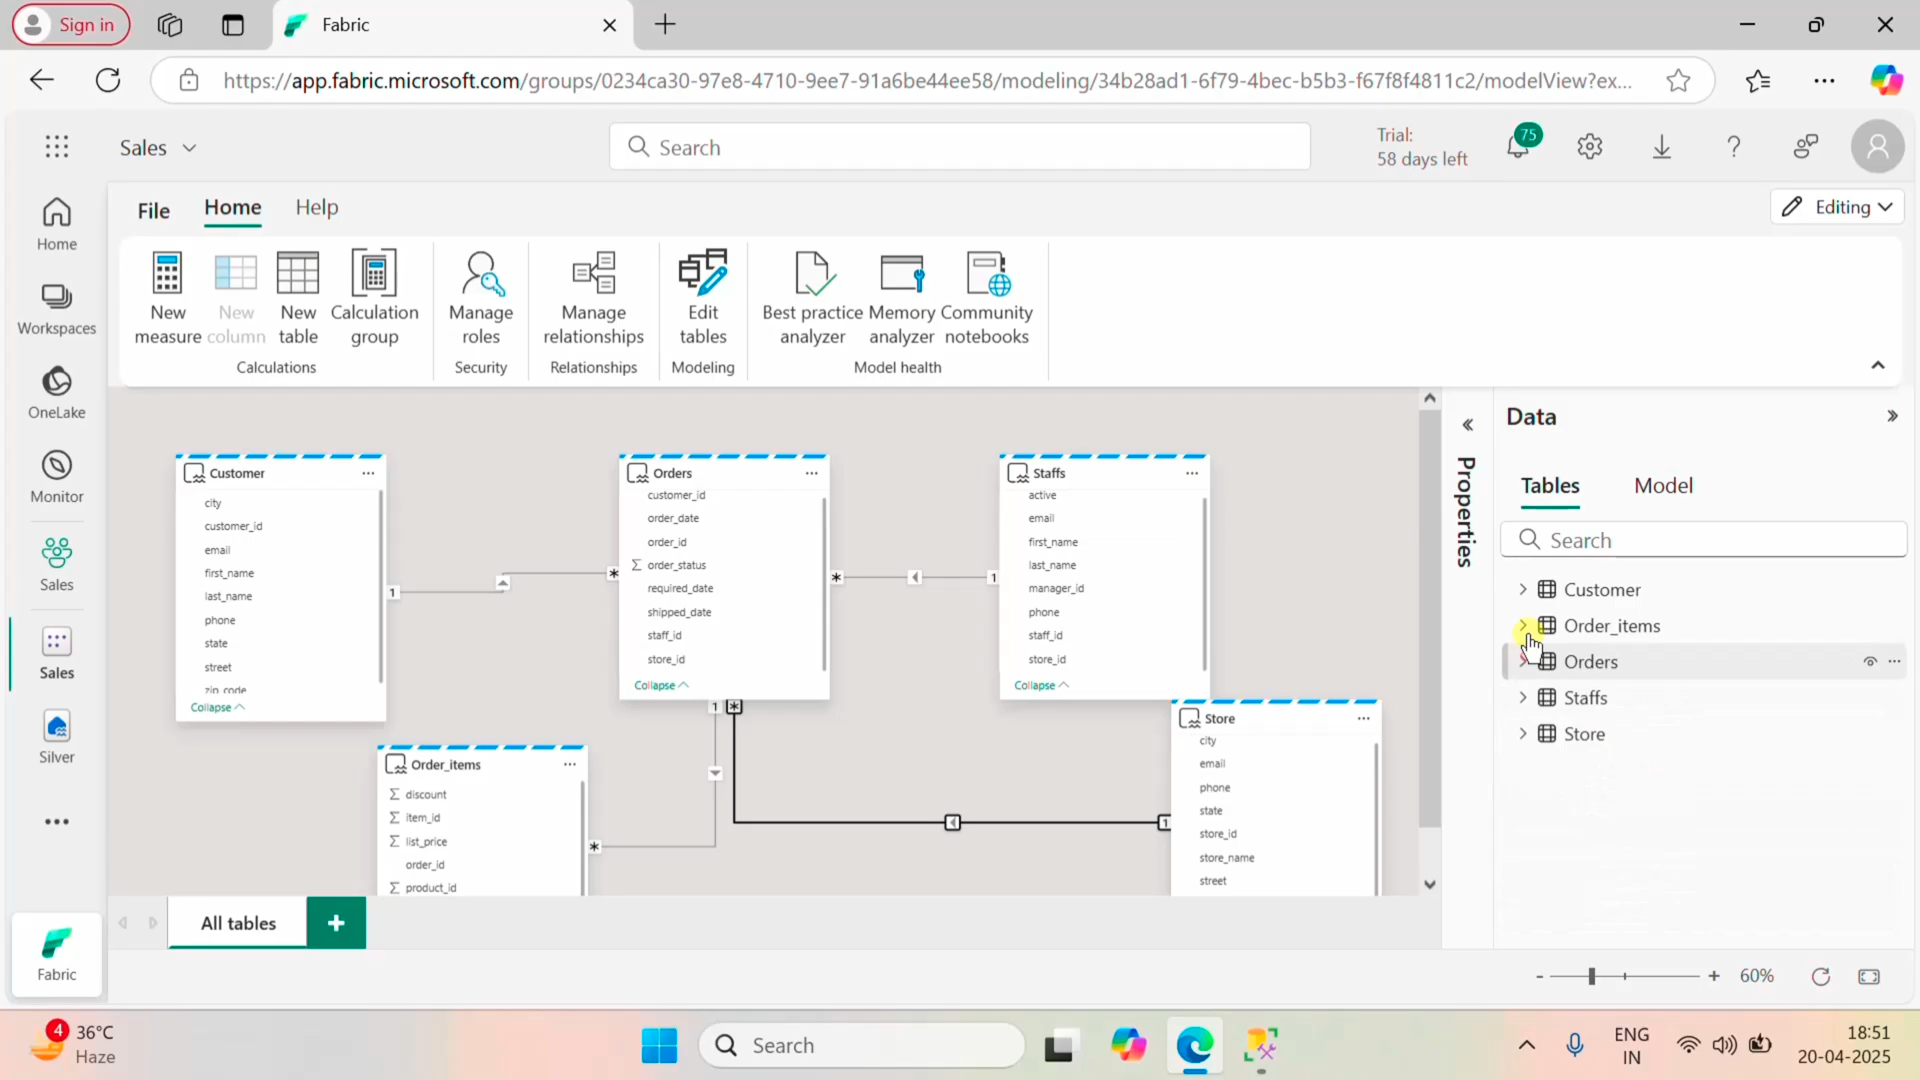 Sign in
Fabric
https://app.fabric.microsoft.com/groups/0234ca30-97e8-4710-9ee7-91a6be44ee58/modeling/34b28ad1-6f79-4bec-b5b3-f67f8f4811c2/modelView?ex...
Sales
Search
Trial:
58 days left
75
File
Home
Help
Editing
Home
Workspaces
OneLake
Monitor
Sales
Sales
Silver
Fabric
New
measure
New
column
New
table
Calculation
group
Calculations
Manage
roles
Security
Manage
relationships
Relationships
Edit
tables
Modeling
Best practice
analyzer
Memory
analyzer
Community
notebooks
Model health
Customer
city
customer_id
email
first_name
last_name
phone
state
street
zip_code
Collapse
1
*
Orders
customer_id
order_date
order_id
Σ order_status
required_date
shipped_date
staff_id
store_id
Collapse
*
1
Staffs
active
email
first_name
last_name
manager_id
phone
staff_id
store_id
Collapse
1
*
Order_items
Σ discount
Σ item_id
Σ list_price
order_id
Σ product_id
*
1
Store
city
email
phone
state
store_id
store_name
street
Properties
Data
Tables
Model
Search
Customer
Order_items
Orders
Staffs
Store
All tables
+
- + 60%
4
36°C
Haze
Search
ENG
IN
18:51
20-04-2025